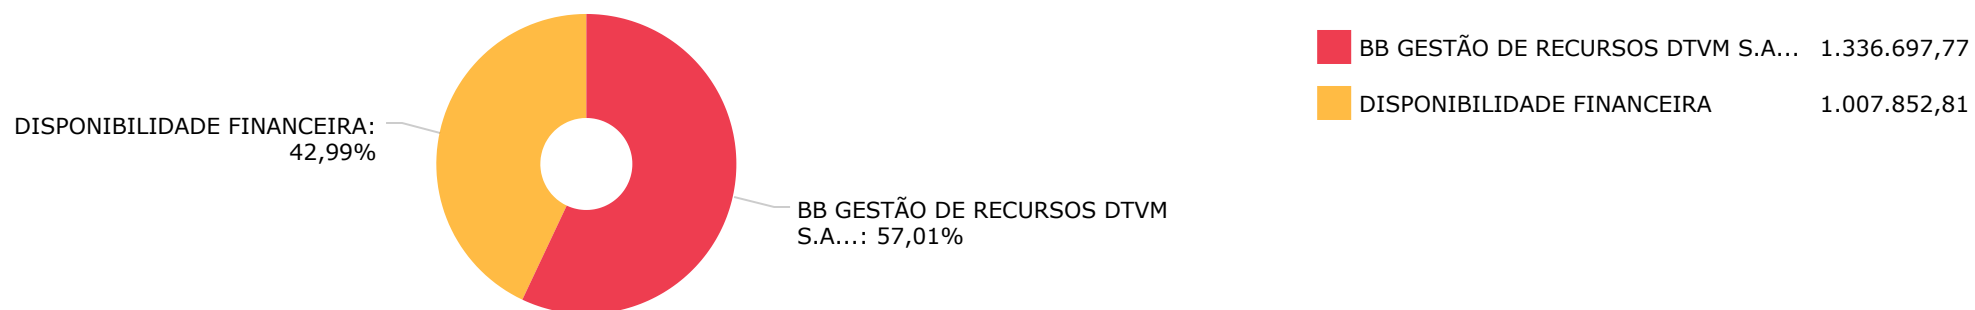 DISPONIBILIDADE FINANCEIRA:
42,99%
BB GESTÃO DE RECURSOS DTVM
S.A...: 57,01%
BB GESTÃO DE RECURSOS DTVM S.A... 1.336.697,77
DISPONIBILIDADE FINANCEIRA 1.007.852,81